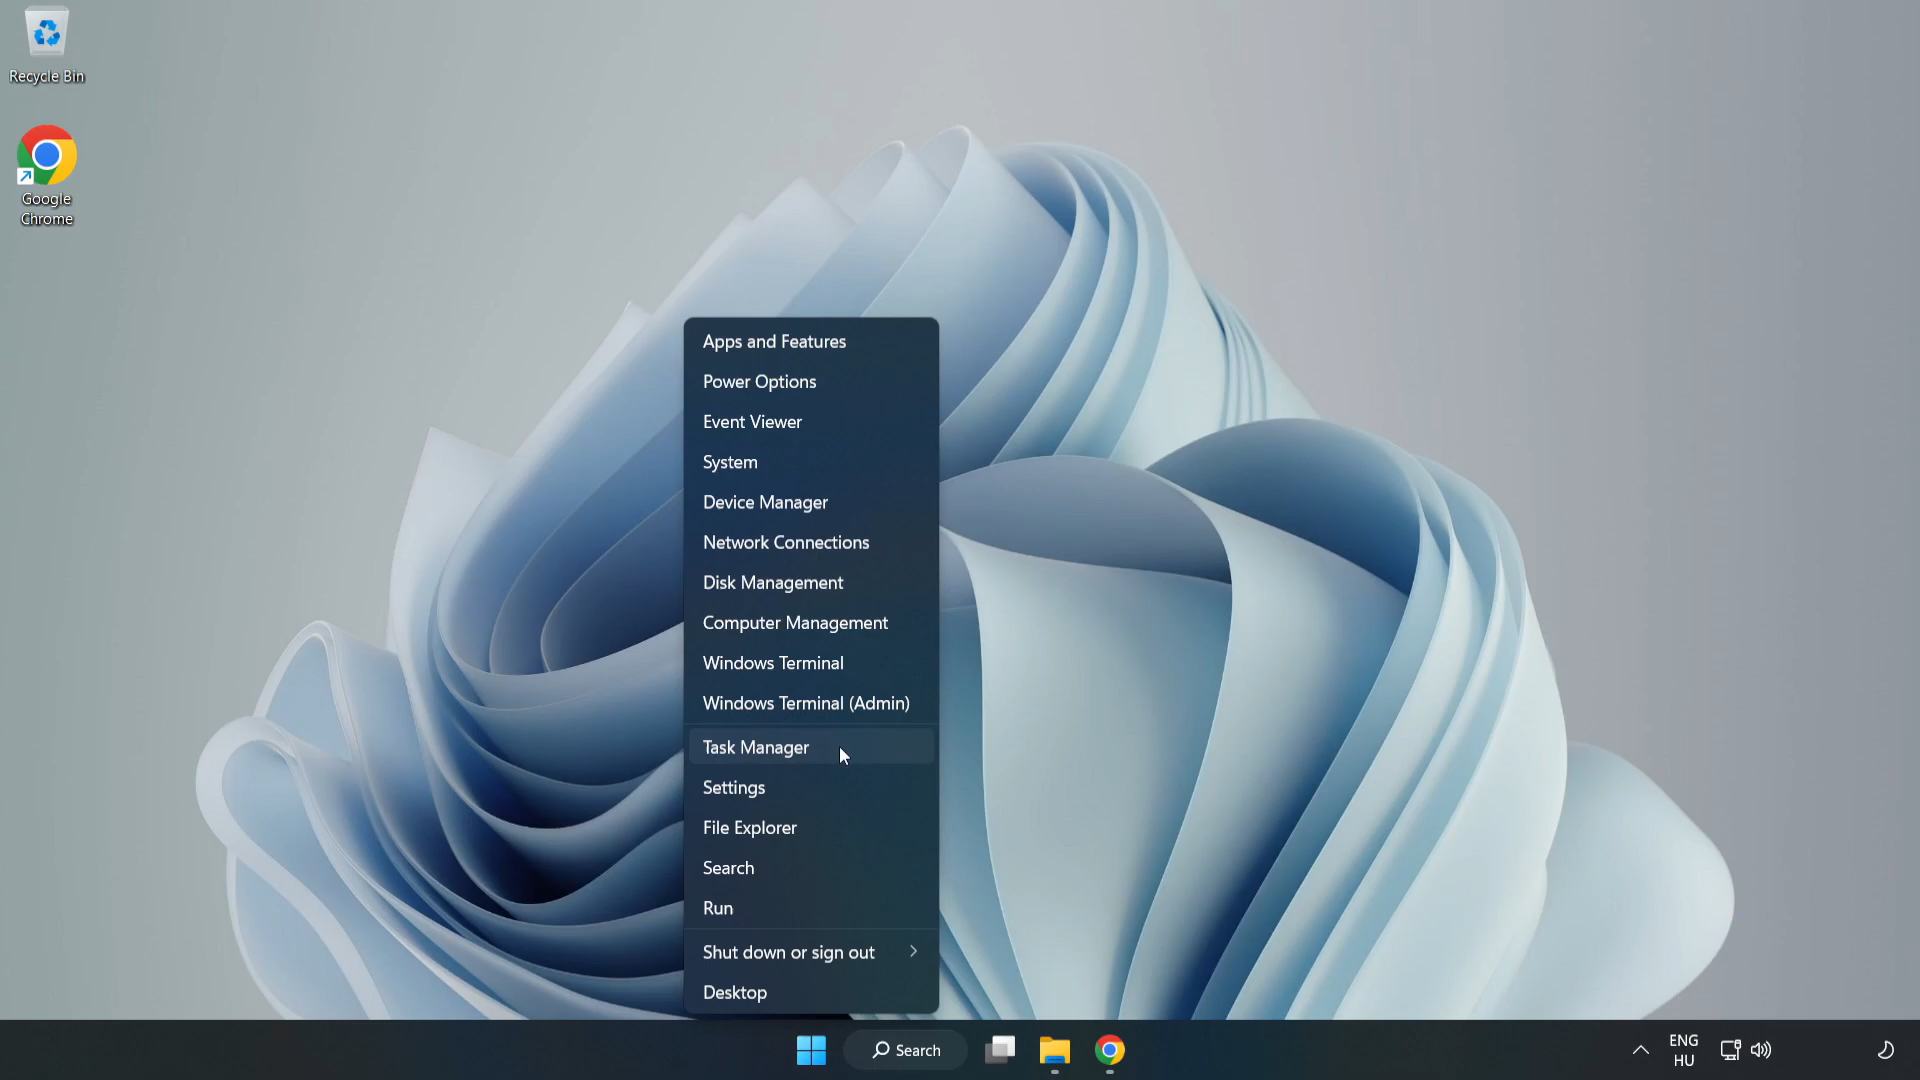 Recycle Bin
Google
Chrome
Apps and Features
Power Options
Event Viewer
System
Device Manager
Network Connections
Disk Management
Computer Management
Windows Terminal
Windows Terminal (Admin)
Task Manager
Settings
File Explorer
Search
Run
Shut down or sign out
Desktop
Search
ENG
HU